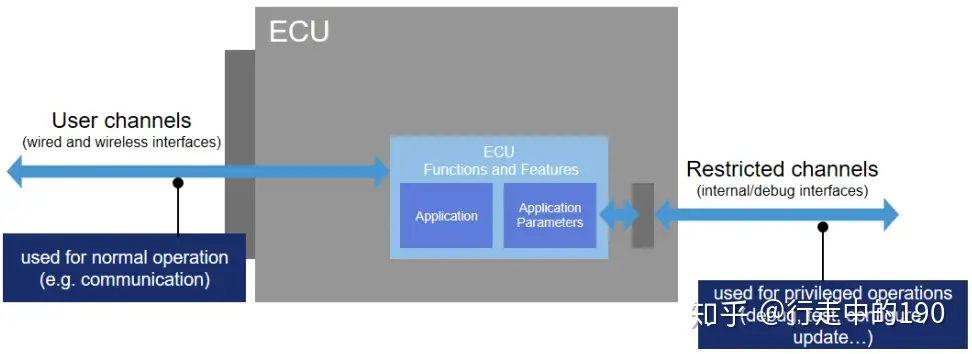 ECU
User channels
(wired and wireless interfaces)
ECU
Functions and Features
Application
Application
Parameters
Restricted channels
(internal/debug interfaces)
used for normal operation
(e.g. communication)
used for privileged operations
(debug, test, configure,
update…)
知乎 @行走中的190